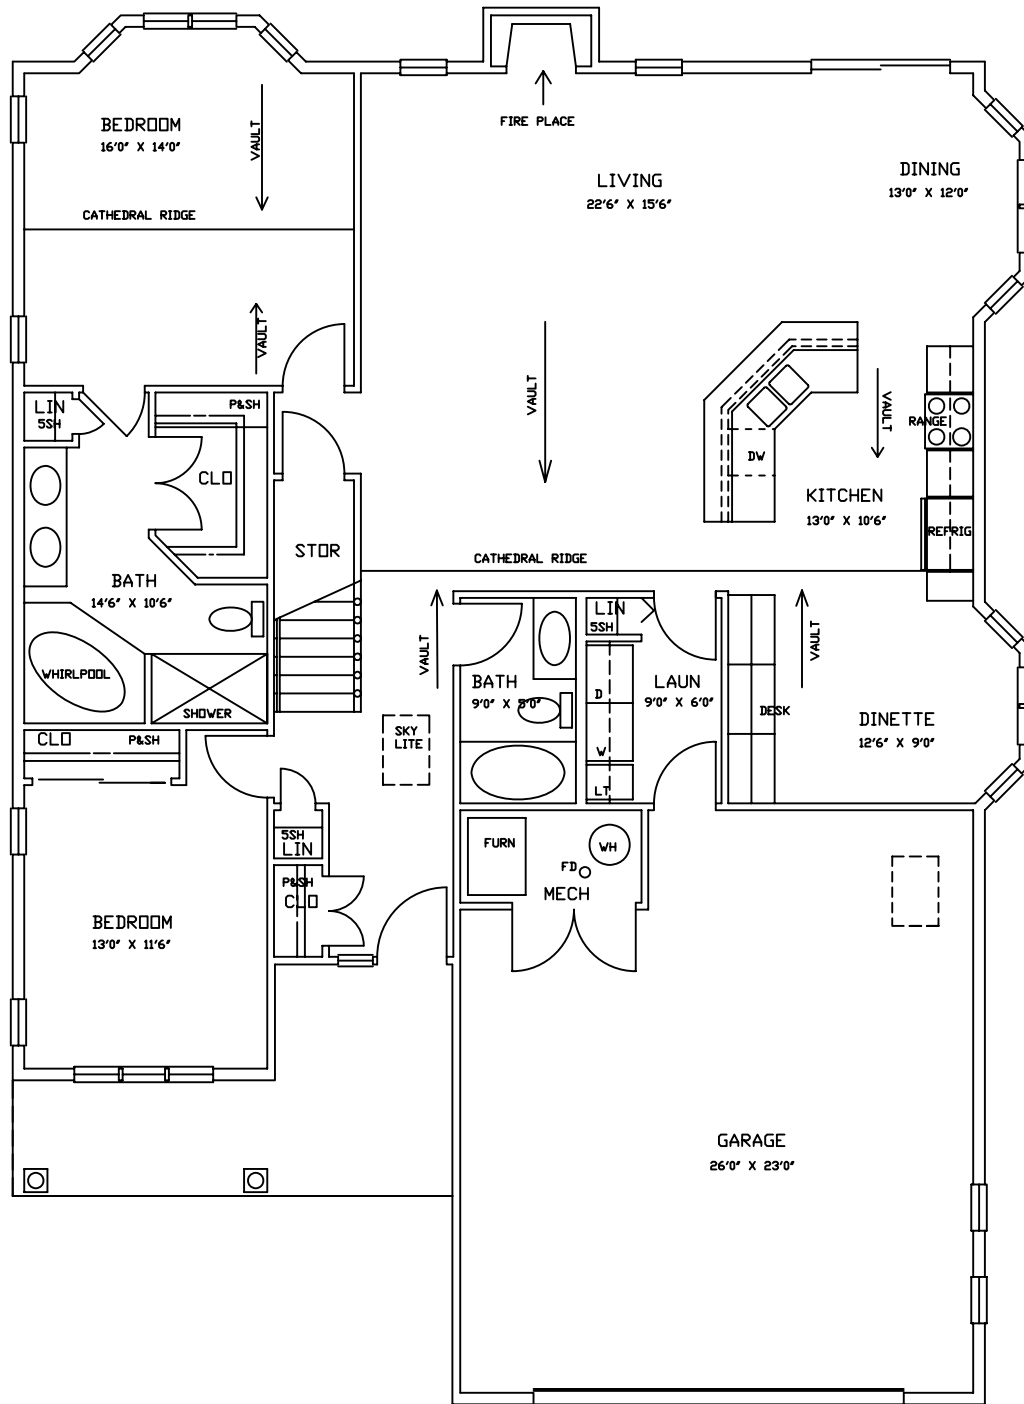 BEDROOM
16'0" X 14'0"
VAULT
CATHEDRAL RIDGE
VAULT
FIRE PLACE
LIVING
22'6" X 15'6"
DINING
13'0" X 12'0"
VAULT
VAULT
RANGE
DW
KITCHEN
13'0" X 10'6"
REFRIG
CATHEDRAL RIDGE
LIN
5SH
P&SH
CLO
STOR
BATH
14'6" X 10'6"
WHIRLPOOL
SHOWER
CLO
P&SH
VAULT
SKY
LITE
BATH
9'0" X 5'0"
LIN
5SH
D
W
LT
LAUN
9'0" X 6'0"
DESK
VAULT
DINETTE
12'6" X 9'0"
5SH
LIN
P&SH
CLO
FURN
WH
FD
MECH
BEDROOM
13'0" X 11'6"
GARAGE
26'0" X 23'0"